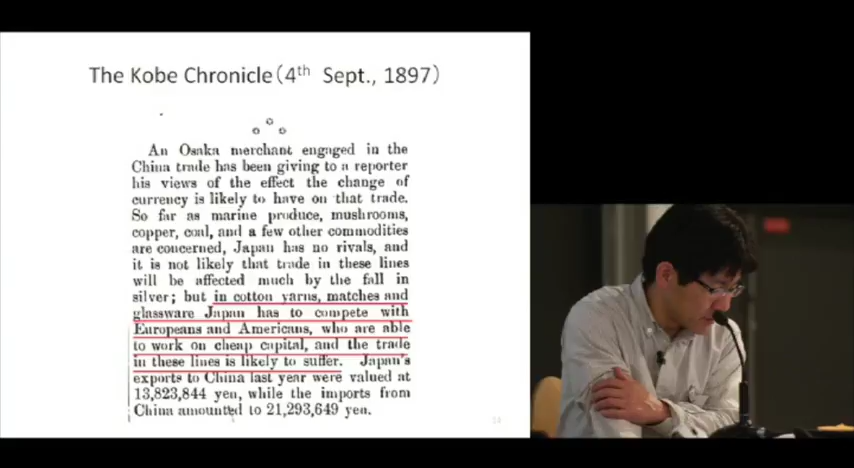 The Kobe Chronicle(4th Sept., 1897)
An Osaka merchant engaged in the
China trade has been giving to a reporter
his views of the effect the change of
currency is likely to have on that trade.
So far as marine produce, mushrooms,
copper, coal, and a few other commodities
are concerned, Japan has no rivals, and
it is not likely that trade in these lines
will be affected much by the fall in
silver; but in cotton yarns, matches and
glassware Japan has to compete with
Europeans and Americans, who are able
to work on cheap capital, and the trade
in these lines is likely to suffer. Japan's
exports to China last year were valued at
13,823,844 yen, while the imports from
China amounted to 21,293,649 yen.